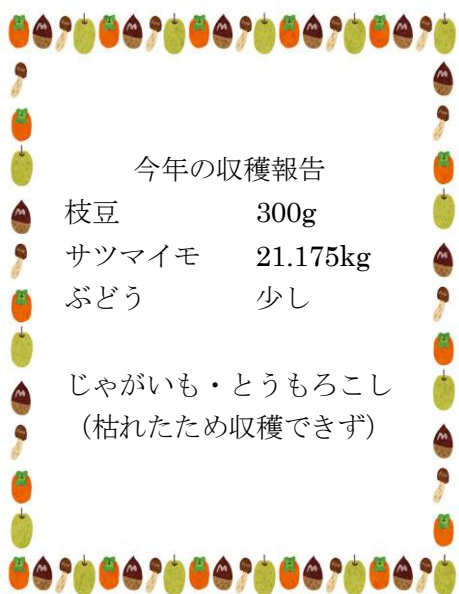 今年の収穫報告
枝豆 300g
サツマイモ 21.175kg
ぶどう 少し
じゃがいも・とうもろこし
（枯れたため収穫できず）